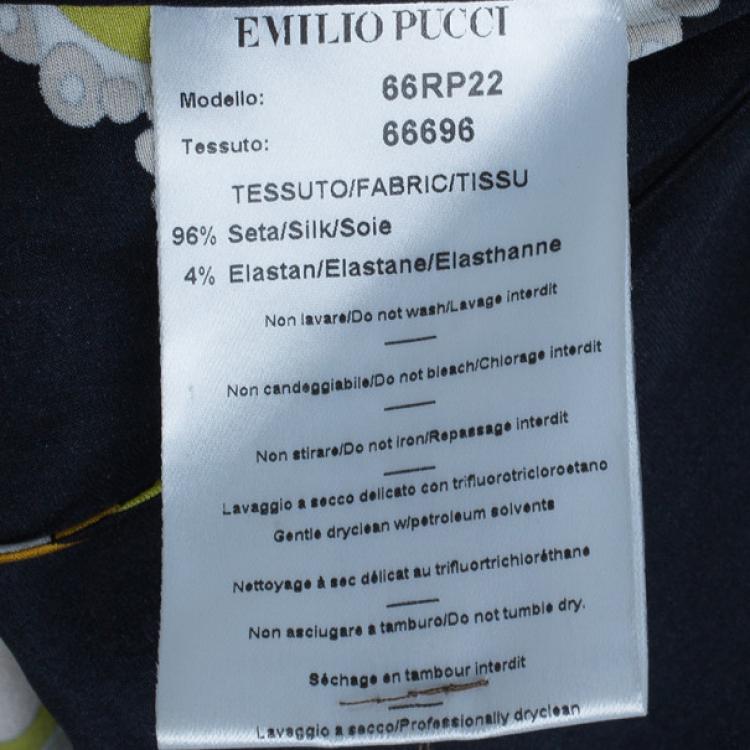 EMILIO PUCCI
Modello: 66RP22
Tessuto: 66696
TESSUTO/FABRIC/TISSU
96% Seta/Silk/Soie
4% Elastan/Elastane/Elasthanne
Non lavare/Do not wash/Lavage interdit
Non candeggiabile/Do not bleach/Chlorage interdit
Non stirare/Do not iron/Repassage interdit
Lavaggio a secco delicato con trifluorotricloroetano
Gentle dryclean w/petroleum solvents
Nettoyage à sec délicat au trifluortrichloréthane
Non asciugare a tamburo/Do not tumble dry.
Séchage en tambour interdit
Lavaggio a secco/Professionally dryclean